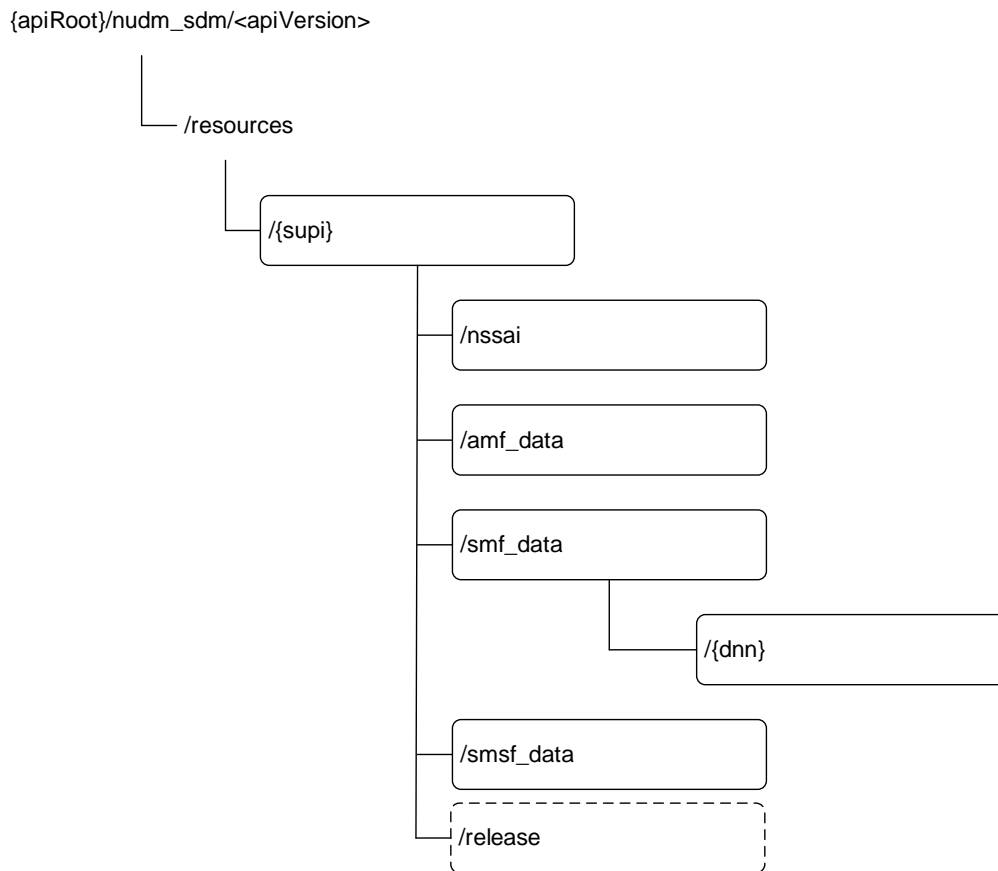 {apiRoot}/nudm_sdm/<apiVersion>
/resources
/{supi}
/nssai
/amf_data
/smf_data
/{dnn}
/smsf_data
/release